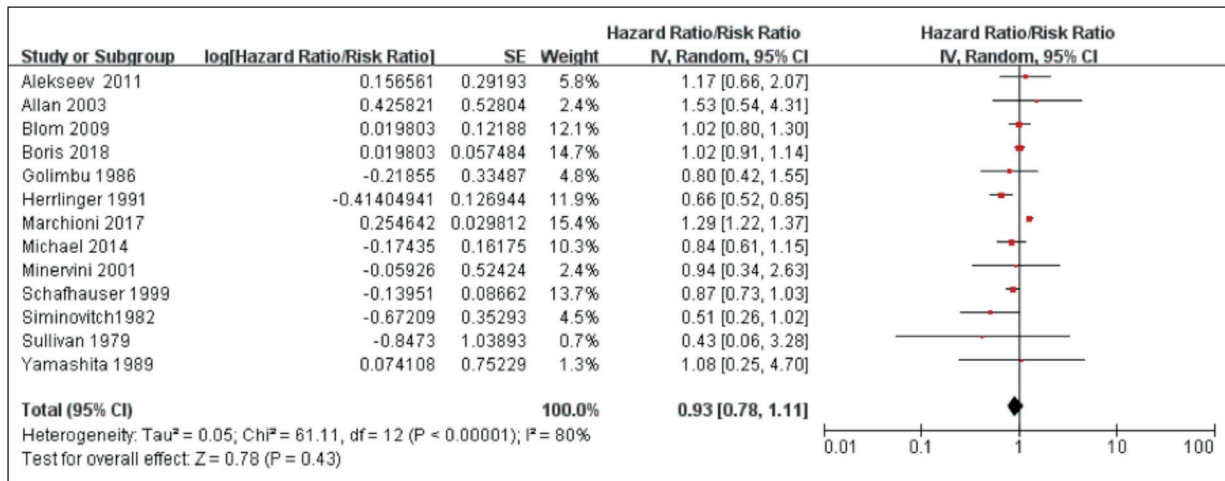 Hazard Ratio/Risk Ratio Hazard Ratio/Risk Ratio
Study or Subgroup log[Hazard Ratio/Risk Ratio] SE Weight IV, Random, 95% CI IV, Random, 95% CI
Alekseev 2011 0.156561 0.29193 5.8% 1.17 [0.66, 2.07]
Allan 2003 0.425821 0.52804 2.4% 1.53 [0.54, 4.31]
Blom 2009 0.019803 0.12188 12.1% 1.02 [0.80, 1.30]
Boris 2018 0.019803 0.057484 14.7% 1.02 [0.91, 1.14]
Golimbu 1986 -0.21855 0.33487 4.8% 0.80 [0.42, 1.55]
Herrlinger 1991 -0.41404941 0.126944 11.9% 0.66 [0.52, 0.85]
Marchioni 2017 0.254642 0.029812 15.4% 1.29 [1.22, 1.37]
Michael 2014 -0.17435 0.16175 10.3% 0.84 [0.61, 1.15]
Minervini 2001 -0.05926 0.52424 2.4% 0.94 [0.34, 2.63]
Schafhauser 1999 -0.13951 0.08662 13.7% 0.87 [0.73, 1.03]
Siminovitch1982 -0.67209 0.35293 4.5% 0.51 [0.26, 1.02]
Sullivan 1979 -0.8473 1.03893 0.7% 0.43 [0.06, 3.28]
Yamashita 1989 0.074108 0.75229 1.3% 1.08 [0.25, 4.70]
Total (95% CI) 100.0% 0.93 [0.78, 1.11]
Heterogeneity: Tau² = 0.05; Chi² = 61.11, df = 12 (P < 0.00001); I² = 80%
Test for overall effect: Z = 0.78 (P = 0.43)
0.01 0.1 1 10 100